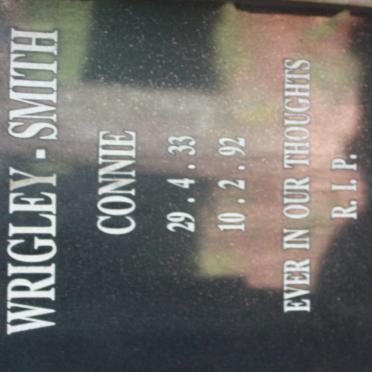 WRIGLEY - SMITH
CONNIE
29 . 4 . 33
10 . 2 . 92
EVER IN OUR THOUGHTS
R. I. P.